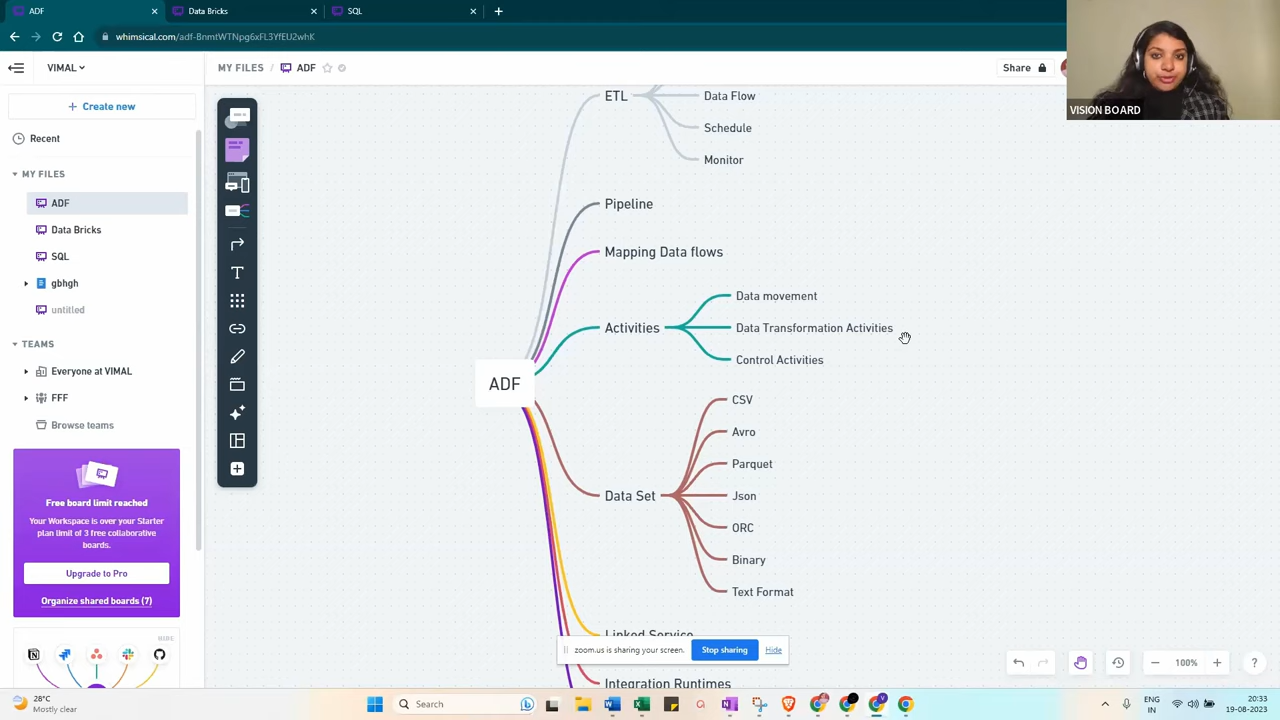 ADF
Data Bricks
SQL
whimsical.com/adf-BnmtWTNpg6xFL3YfEU2whK
VIMAL
MY FILES / ADF
Share
VISION BOARD
Create new
Recent
MY FILES
ADF
Data Bricks
SQL
gbhgh
untitled
TEAMS
Everyone at VIMAL
FFF
Browse teams
Free board limit reached
Your Workspace is over your Starter
plan limit of 3 free collaborative
boards.
Upgrade to Pro
Organize shared boards (7)
HIDE
ETL
Data Flow
Schedule
Monitor
Pipeline
Mapping Data flows
Activities
Data movement
Data Transformation Activities
Control Activities
ADF
Data Set
CSV
Avro
Parquet
Json
ORC
Binary
Text Format
Linked Service
zoom.us is sharing your screen.
Stop sharing
Hide
Integration Runtimes
100%
?
28°C
Mostly clear
Search
ENG
IN
20:33
19-08-2023